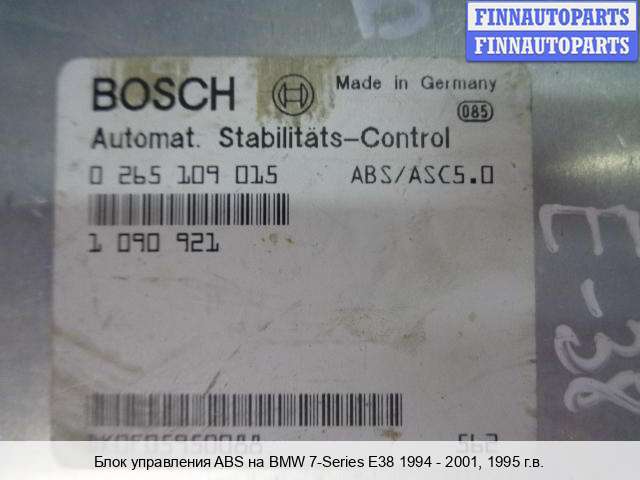 FINNAUTOPARTS
FINNAUTOPARTS
B
BOSCH
Made in Germany
085
Automat. Stabilitäts-Control
0 265 109 015 ABS/ASC5.0
1 090 921
E-38
562
Блок управления ABS на BMW 7-Series E38 1994 - 2001, 1995 г.в.